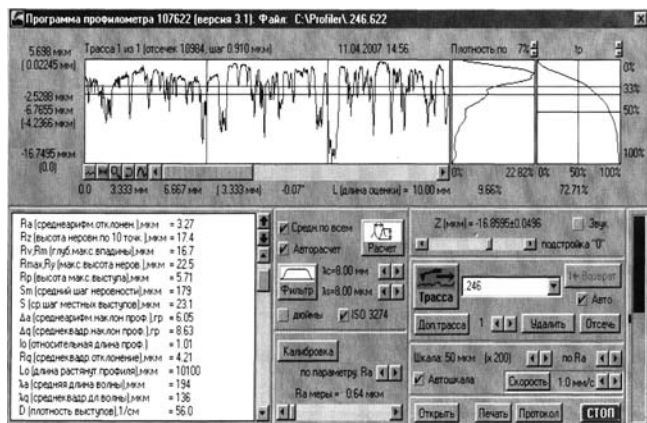 Программа профилометра 107622 (версия 3.1). Файл: C:\Profiler\ 246.622
5.698 мкм Трасса 1 из 1 (отсечек 10984, шаг 0.910 мкм) 11.04.2007 14:56 Плотность по 7% tp
( 0.02245 мм)
0%
-2.5298 мкм 33%
-6.7655 мкм
(-4.2366 мкм) 50%
-16.7495 мкм
(0.0) 100%
0% 22.82% 0% 50% 100%
0.0 3.333 мм 6.667 мм ( 3.333 мм) -0.07° L (длина оценки) = 10.00 мм 9.66% 72.71%
Ra (среднеарифм.отклонен.),мкм = 3.27
Rz (высота неровн.по 10 точк.),мкм = 17.4
Rv,Rm (глуб.макс.впадины),мкм = 16.7
Rmax,Ry (макс.высота неров.),мкм = 22.5
Rp (высота макс.выступа),мкм = 5.71
Sm (средний шаг неровности),мкм = 179
S (ср.шаг местных выступов),мкм = 23.1
Δa (среднеарифм.наклон проф.),гр = 6.05
Δq (среднеквадр.наклон проф.),гр = 8.63
lo (относительная длина проф.) = 1.01
Rq (среднеквадр.отклонение),мкм = 4.21
Lo (длина растянут.профиля),мкм = 10100
λa (средняя длина волны),мкм = 194
λq (среднеквадр.дл.волны),мкм = 136
D (плотность выступов),1/см = 56.0
Средн.по всем
Авторасчет
Расчет
Фильтр
λc=8.00 мм
λs=8.00 мкм
дюймы
ISO 3274
Калибровка
по параметру Ra
Ra меры = 0.64 мкм
Z (мкм) = -16.8595±0.0496 Звук
подстройка "0"
Трасса 246 Возврат
Авто
Доп.трасса 1 Удалить Отсечь
Шкала: 50 мкм (x 200) по Ra
Автошкала Скорость 1.0 мм/с
Открыть Печать Протокол СТОП